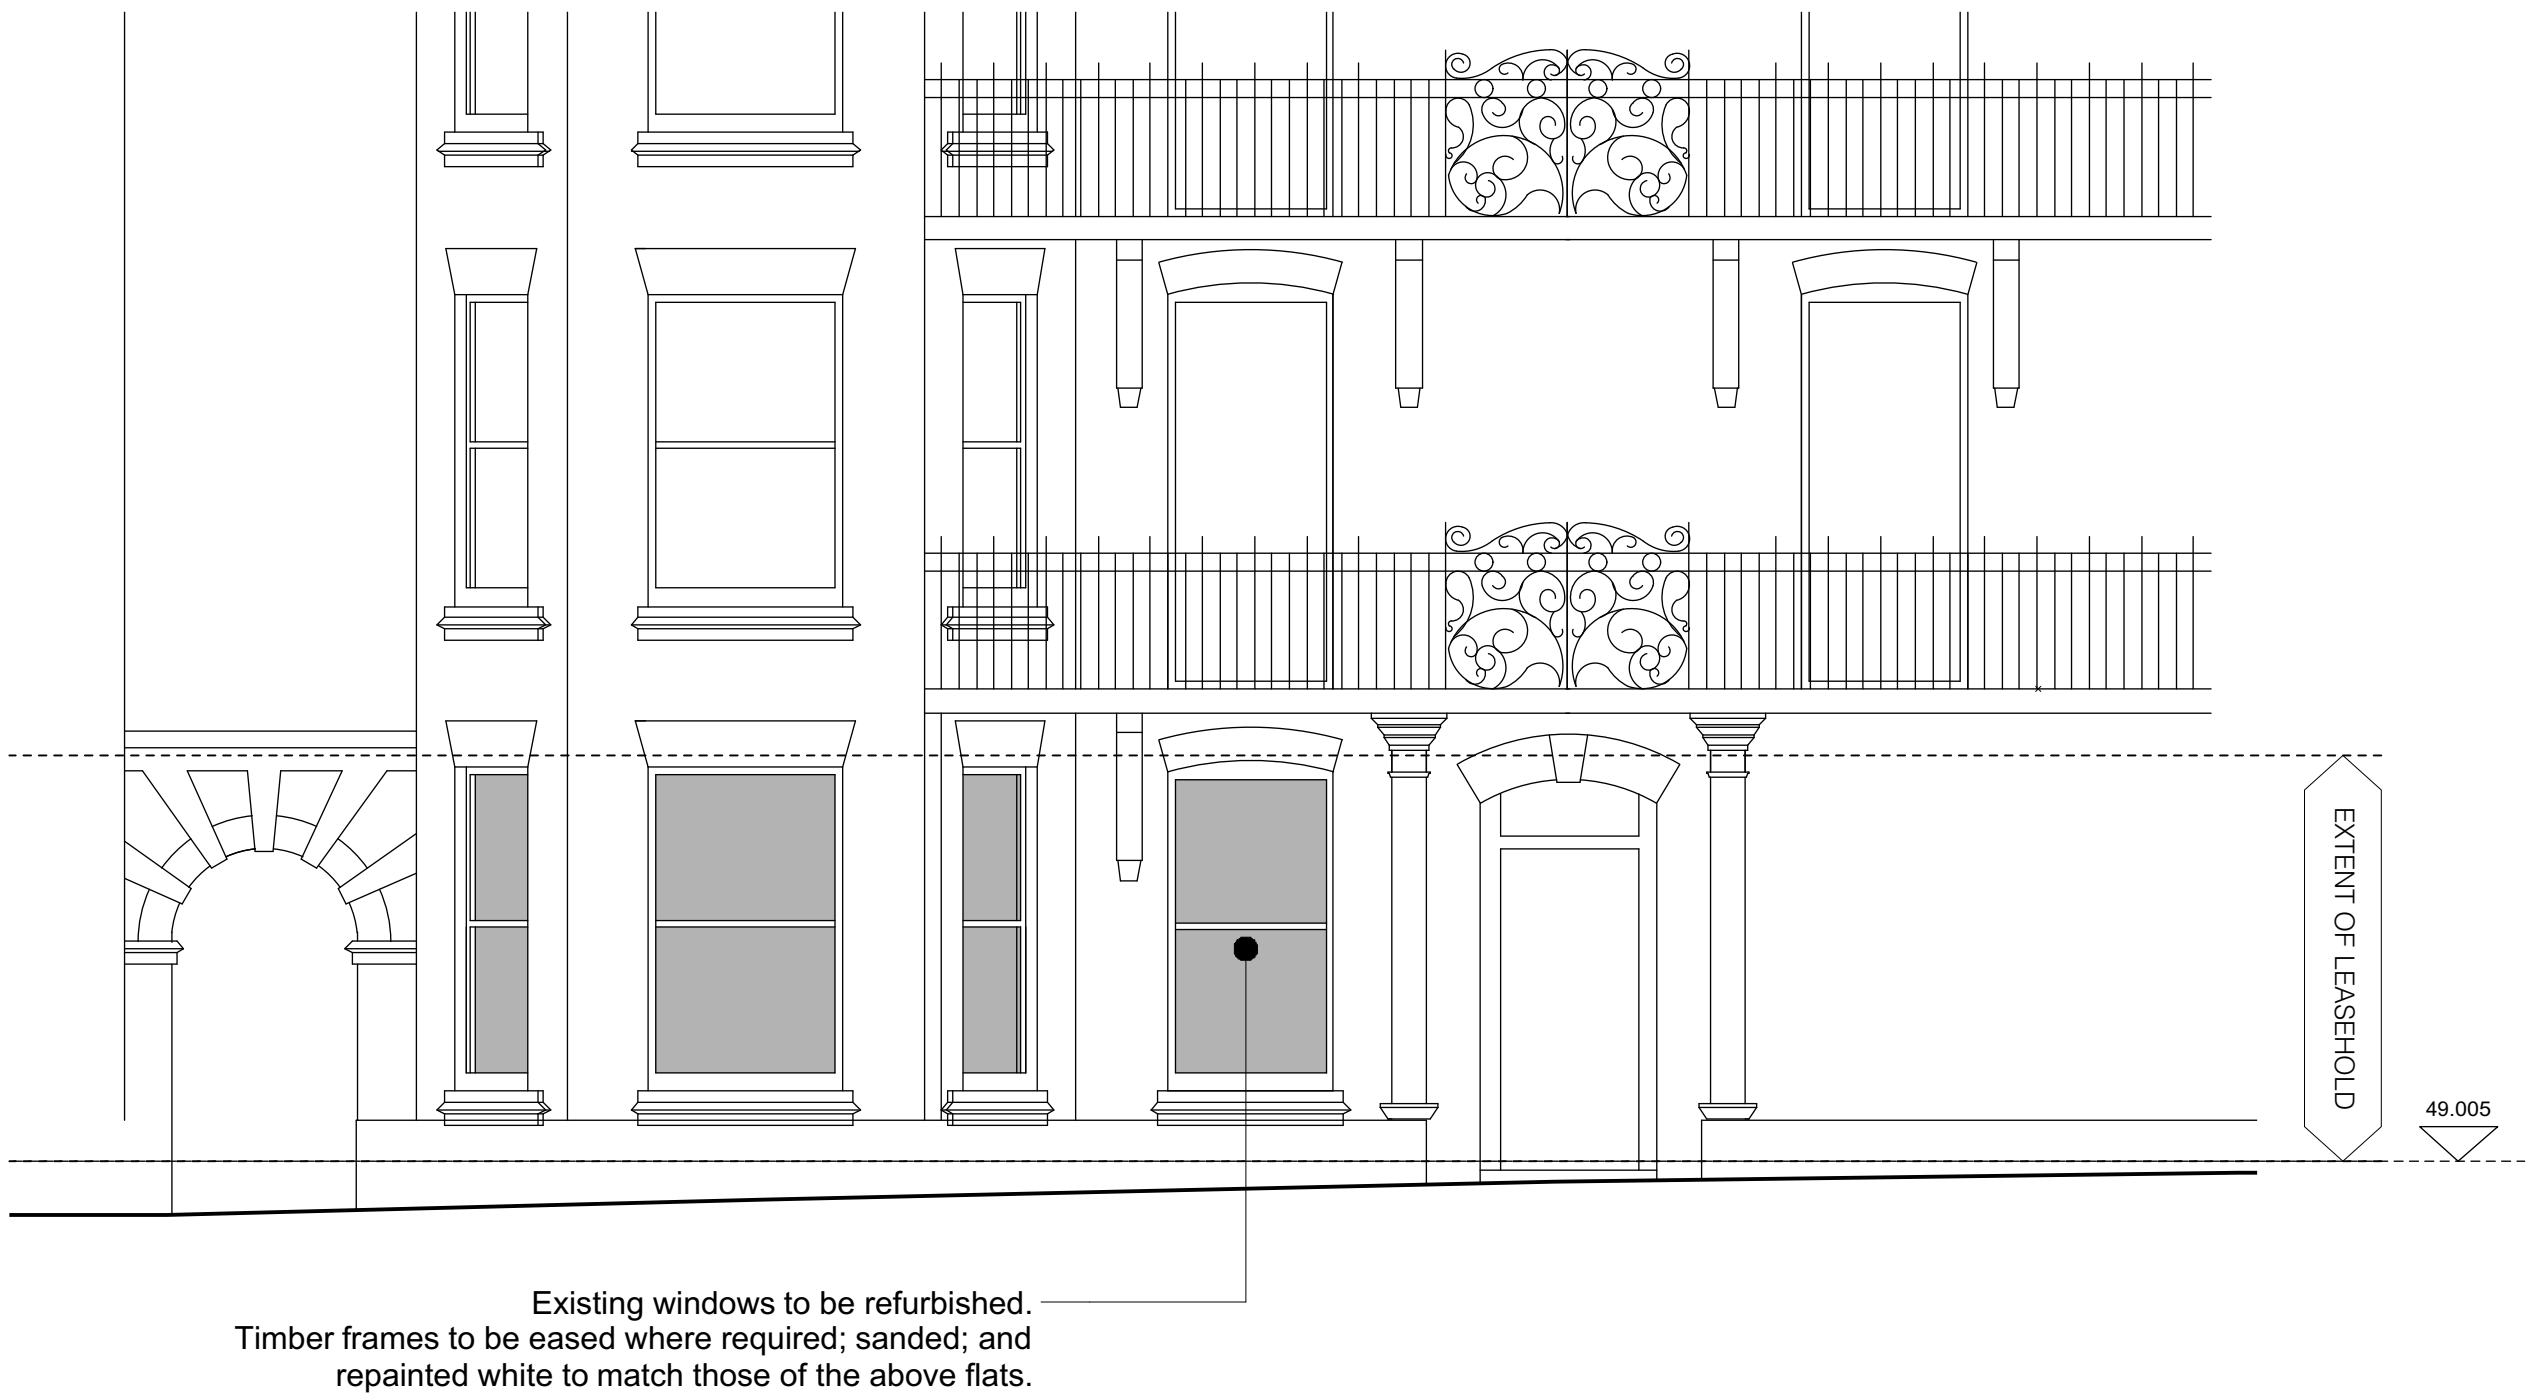 EXTENT OF LEASEHOLD
49.005
Existing windows to be refurbished.
Timber frames to be eased where required; sanded; and
repainted white to match those of the above flats.